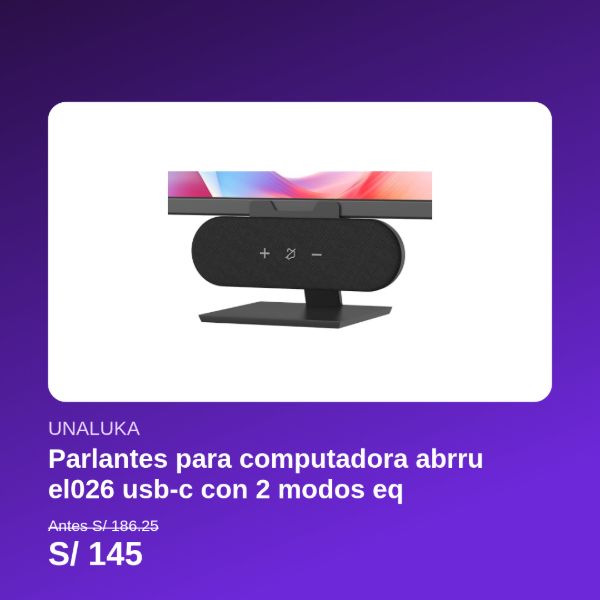 UNALUKA
Parlantes para computadora abrru
el026 usb-c con 2 modos eq
Antes S/ 186.25
S/ 145